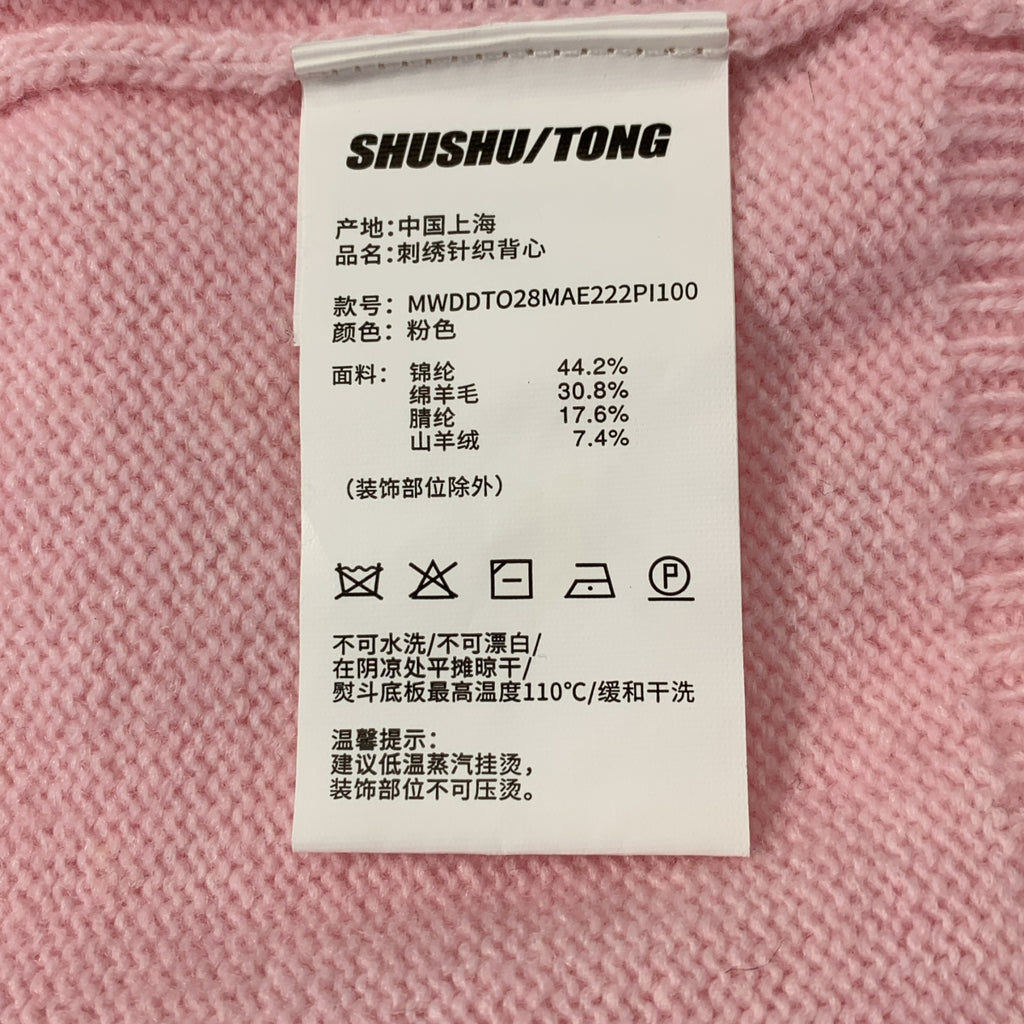 SHUSHU/TONG
产地:中国上海
品名:刺绣针织背心
款号: MWDDTO28MAE222PI100
颜色: 粉色
面料: 锦纶 44.2%
绵羊毛 30.8%
腈纶 17.6%
山羊绒 7.4%
（装饰部位除外）
P
不可水洗/不可漂白/
在阴凉处平摊晾干/
熨斗底板最高温度110℃/缓和干洗
温馨提示：
建议低温蒸汽挂烫，
装饰部位不可压烫。